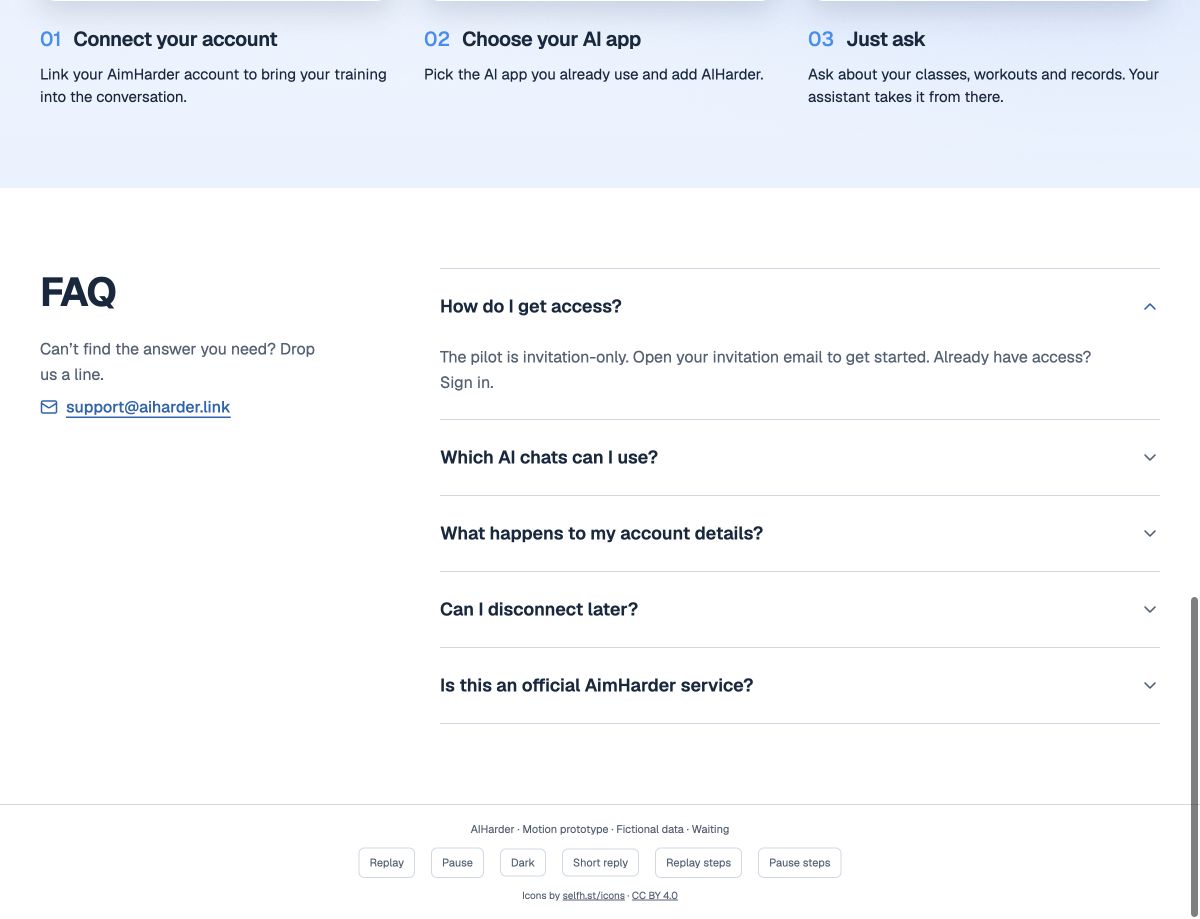 01 Connect your account
Link your AimHarder account to bring your training
into the conversation.
02 Choose your AI app
Pick the AI app you already use and add AIHarder.
03 Just ask
Ask about your classes, workouts and records. Your
assistant takes it from there.
FAQ
Can’t find the answer you need? Drop
us a line.
support@aiharder.link
How do I get access?
The pilot is invitation-only. Open your invitation email to get started. Already have access?
Sign in.
Which AI chats can I use?
What happens to my account details?
Can I disconnect later?
Is this an official AimHarder service?
AIHarder · Motion prototype · Fictional data · Waiting
Replay Pause Dark Short reply Replay steps Pause steps
Icons by selfh.st/icons · CC BY 4.0